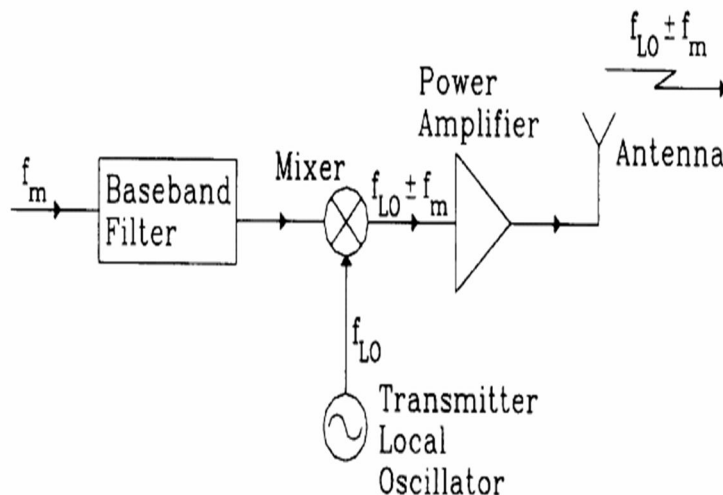 f_LO ± f_m
Power
Amplifier
Antenna
f_m
Baseband
Filter
Mixer
f_LO ± f_m
f_LO
Transmitter
Local
Oscillator